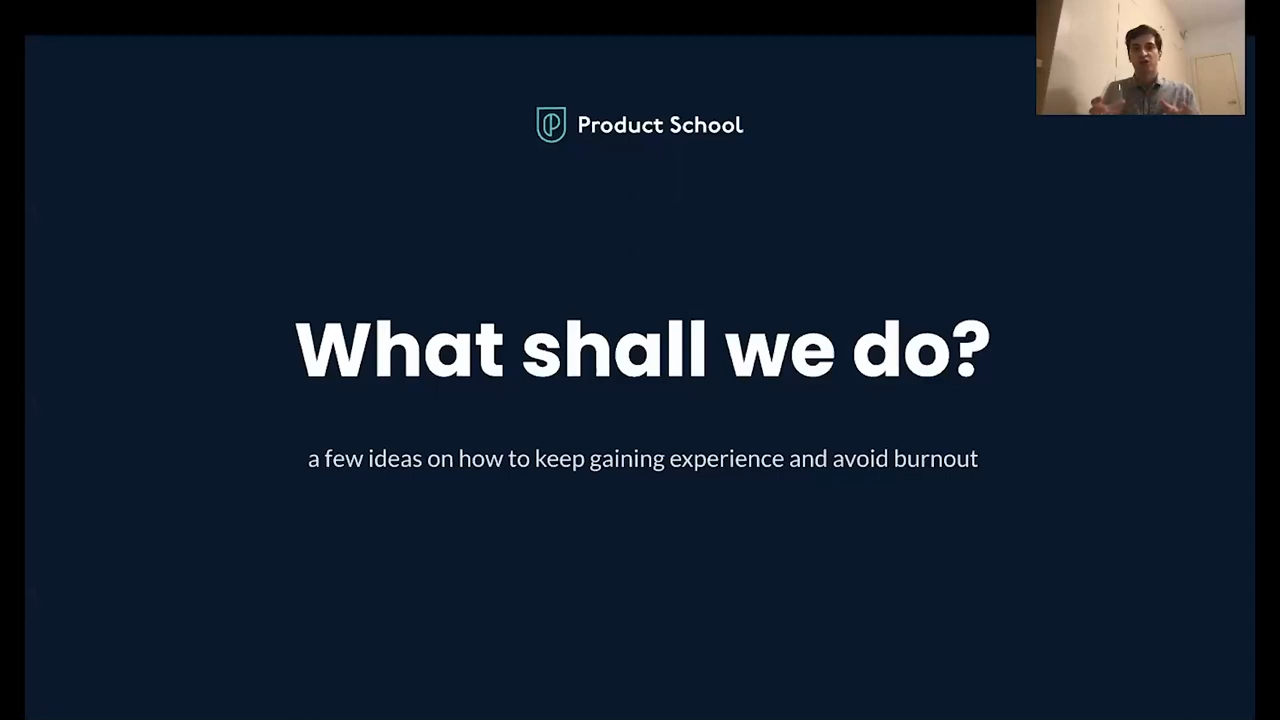 Product School
What shall we do?
a few ideas on how to keep gaining experience and avoid burnout